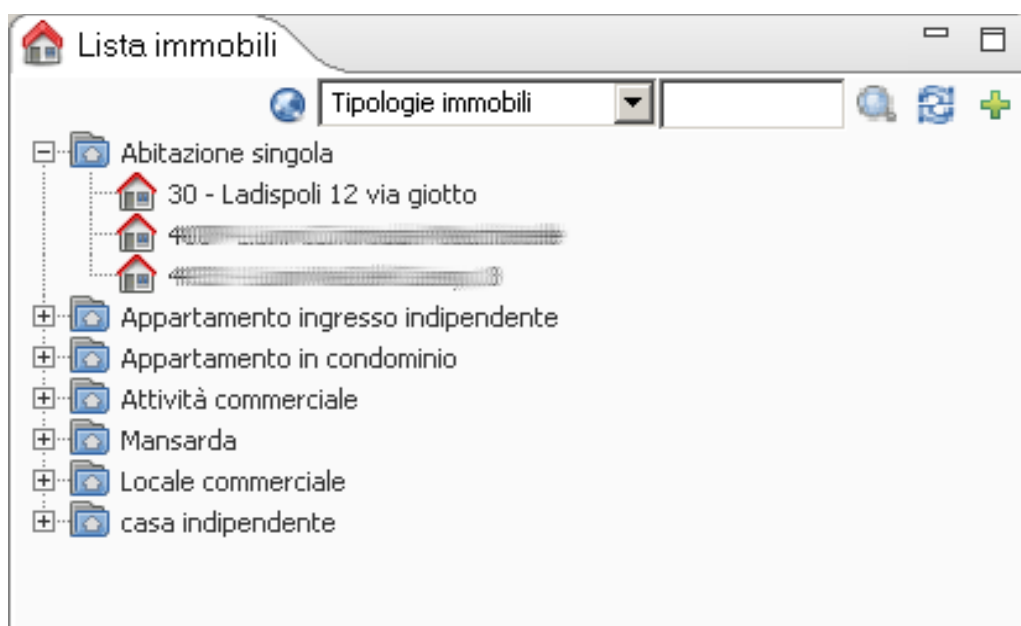 Lista immobili
Tipologie immobili
Abitazione singola
30 - Ladispoli 12 via giotto
Appartamento ingresso indipendente
Appartamento in condominio
Attività commerciale
Mansarda
Locale commerciale
casa indipendente